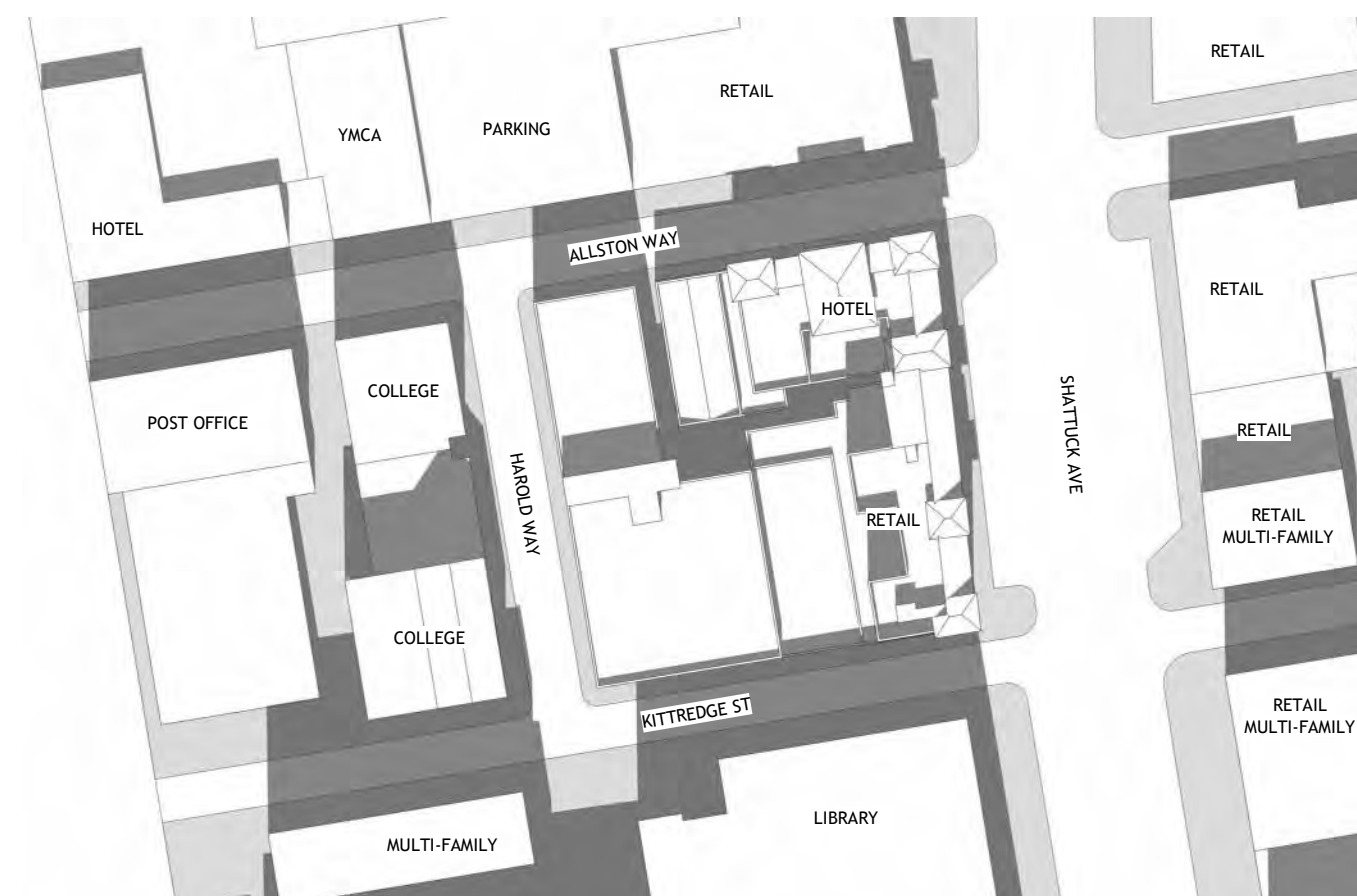 RETAIL
RETAIL
YMCA
PARKING
HOTEL
ALLSTON WAY
HOTEL
RETAIL
COLLEGE
POST OFFICE
SHATTUCK AVE
RETAIL
HAROLD WAY
RETAIL
RETAIL
MULTI-FAMILY
COLLEGE
KITTREDGE ST
RETAIL
MULTI-FAMILY
LIBRARY
MULTI-FAMILY